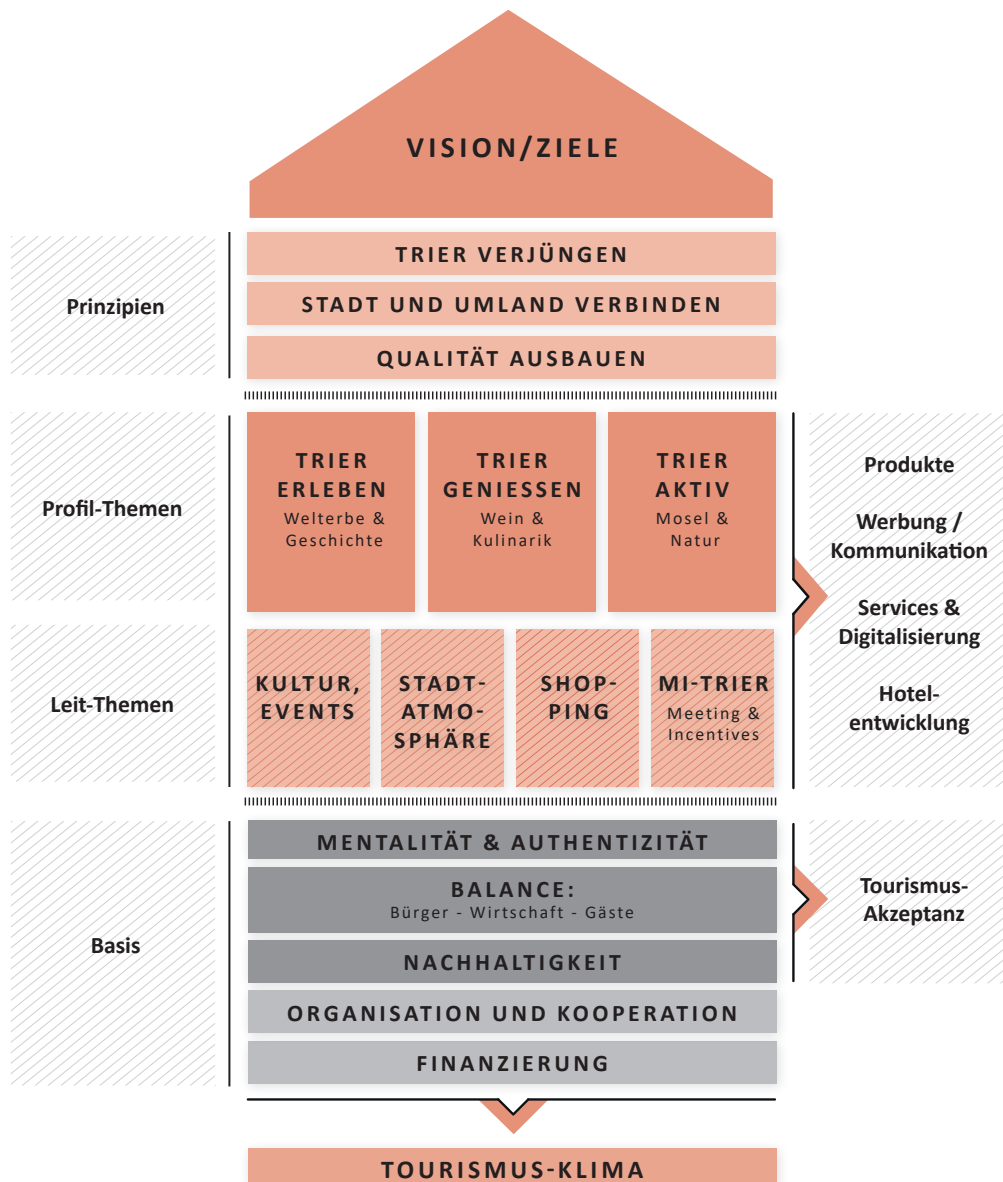 VISION/ZIELE
Prinzipien
TRIER VERJÜNGEN
STADT UND UMLAND VERBINDEN
QUALITÄT AUSBAUEN
Profil-Themen
TRIER
ERLEBEN
Welterbe &
Geschichte
TRIER
GENIESSEN
Wein &
Kulinarik
TRIER
AKTIV
Mosel &
Natur
Leit-Themen
KULTUR,
EVENTS
STADT-
ATMO-
SPHÄRE
SHOP-
PING
MI-TRIER
Meeting &
Incentives
Produkte
Werbung /
Kommunikation
Services &
Digitalisierung
Hotel-
entwicklung
Basis
MENTALITÄT & AUTHENTIZITÄT
BALANCE:
Bürger - Wirtschaft - Gäste
NACHHALTIGKEIT
ORGANISATION UND KOOPERATION
FINANZIERUNG
Tourismus-
Akzeptanz
TOURISMUS-KLIMA